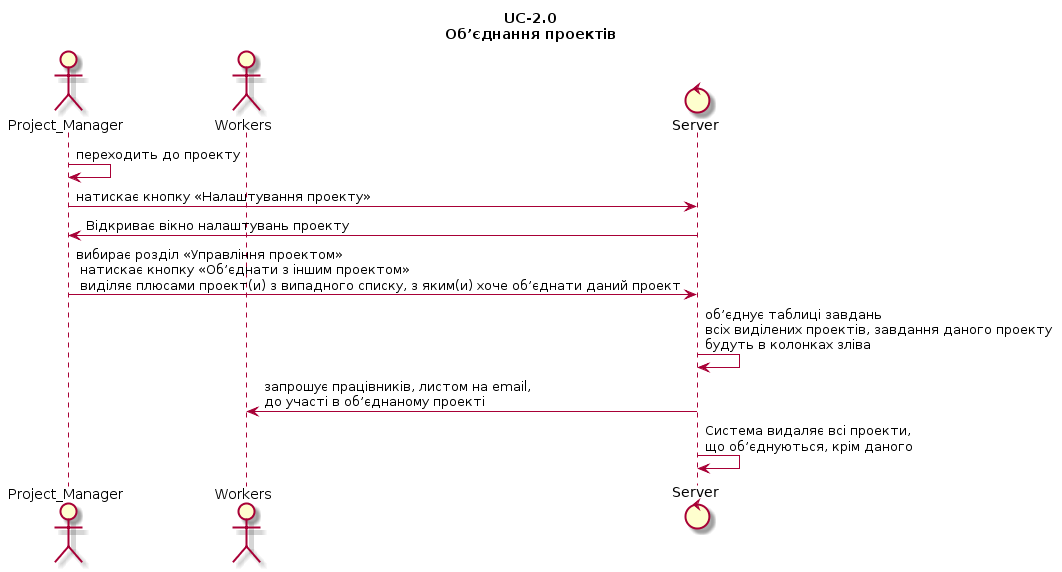 UC-2.0
Об’єднання проектів
Project_Manager
Workers
Server
переходить до проекту
натискає кнопку «Налаштування проекту»
Відкриває вікно налаштувань проекту
вибирає розділ «Управління проектом»
натискає кнопку «Об’єднати з іншим проектом»
виділяє плюсами проект(и) з випадного списку, з яким(и) хоче об’єднати даний проект
об’єднує таблиці завдань
всіх виділених проектів, завдання даного проекту
будуть в колонках зліва
запрошує працівників, листом на email,
до участі в об’єднаному проекті
Система видаляє всі проекти,
що об’єднуються, крім даного
Project_Manager
Workers
Server